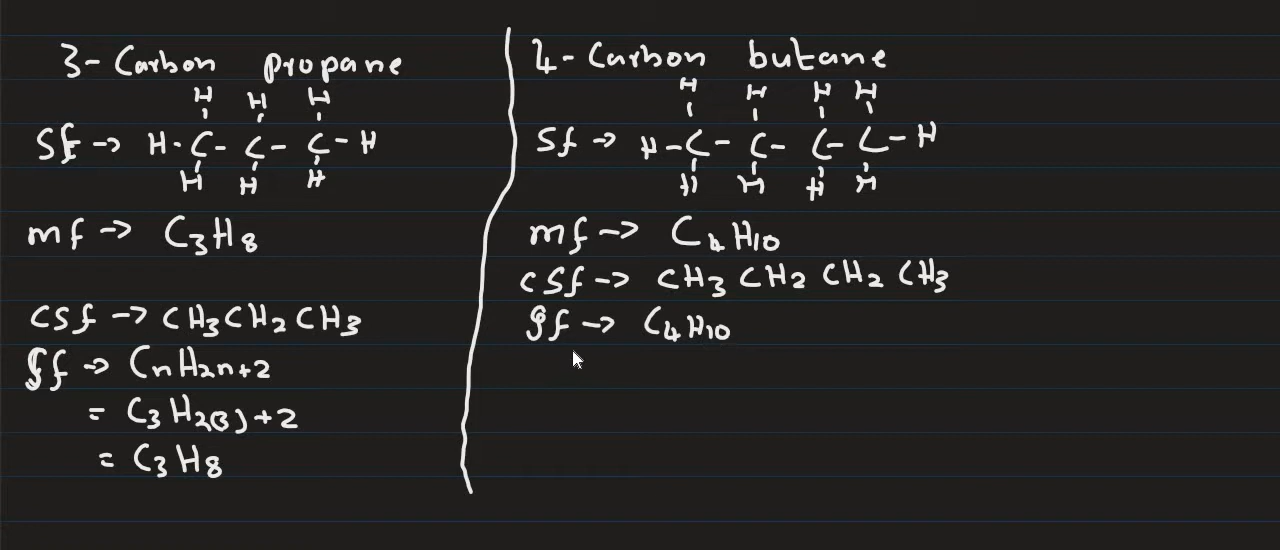 3-Carbon propane
H H H
Sf → H-C-C-C-H
H H H
mf → C₃H₈
CSf → CH₃CH₂CH₃
gf → CnH₂n+2
= C₃H₂(3)+2
= C₃H₈
4-Carbon butane
H H H H
Sf → H-C-C-C-C-H
H H H H
mf → C₄H₁₀
CSf → CH₃ CH₂ CH₂ CH₃
gf → C₄H₁₀